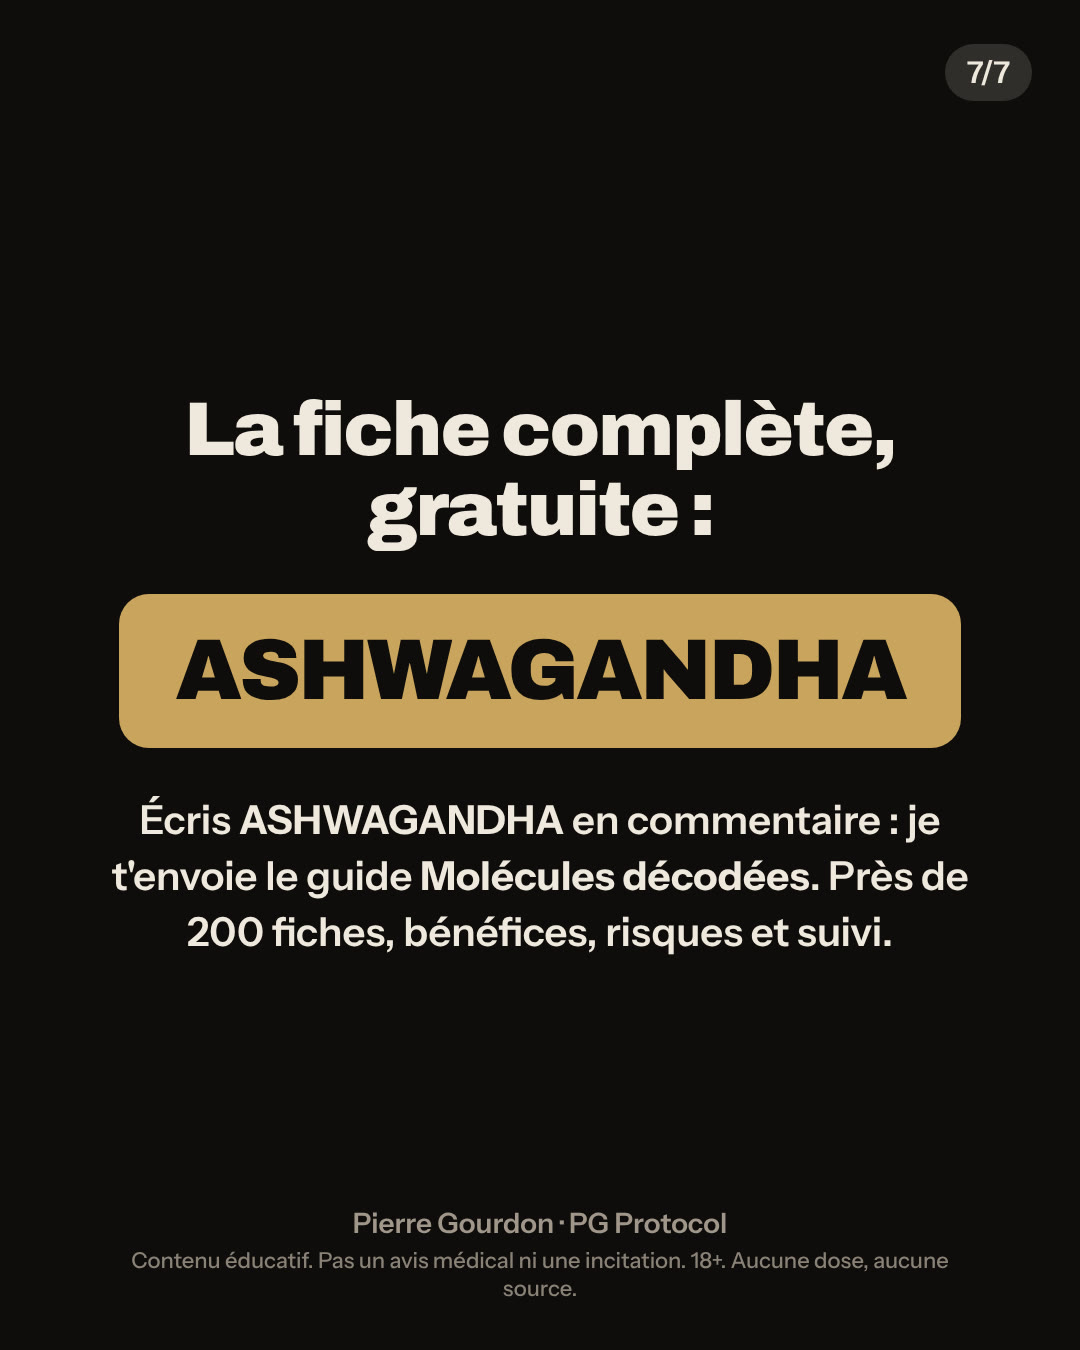 7/7
La fiche complète,
gratuite :
ASHWAGANDHA
Écris ASHWAGANDHA en commentaire : je
t'envoie le guide Molécules décodées. Près de
200 fiches, bénéfices, risques et suivi.
Pierre Gourdon · PG Protocol
Contenu éducatif. Pas un avis médical ni une incitation. 18+. Aucune dose, aucune
source.